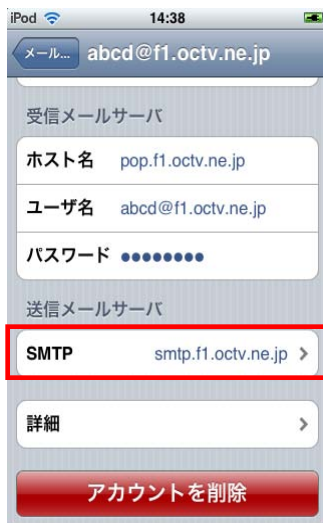 iPod 14:38
メール... abcd@f1.octv.ne.jp
受信メールサーバ
ホスト名 pop.f1.octv.ne.jp
ユーザ名 abcd@f1.octv.ne.jp
パスワード ●●●●●●●●
送信メールサーバ
SMTP smtp.f1.octv.ne.jp
詳細
アカウントを削除